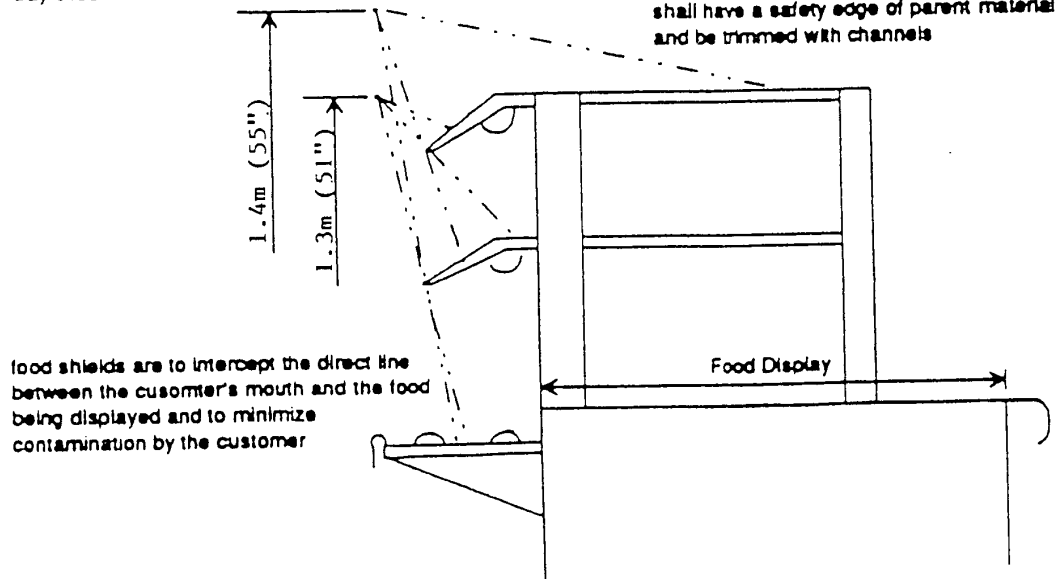 shall have a safety edge of parent material
and be trimmed with channels
1.4m (55")
1.3m (51")
food shields are to intercept the direct line
between the cusomter's mouth and the food
being displayed and to minimize
contamination by the customer
Food Display